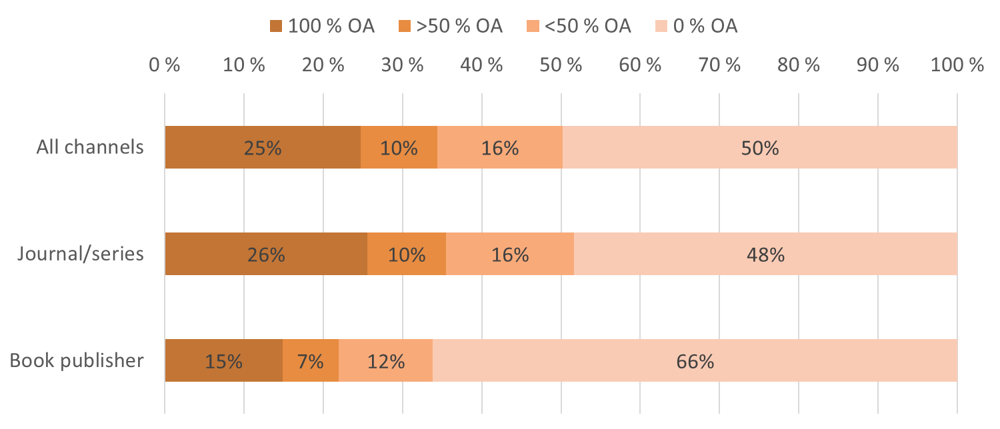 100 % OA >50 % OA <50 % OA 0 % OA
0 % 10 % 20 % 30 % 40 % 50 % 60 % 70 % 80 % 90 % 100 %
All channels 25% 10% 16% 50%
Journal/series 26% 10% 16% 48%
Book publisher 15% 7% 12% 66%